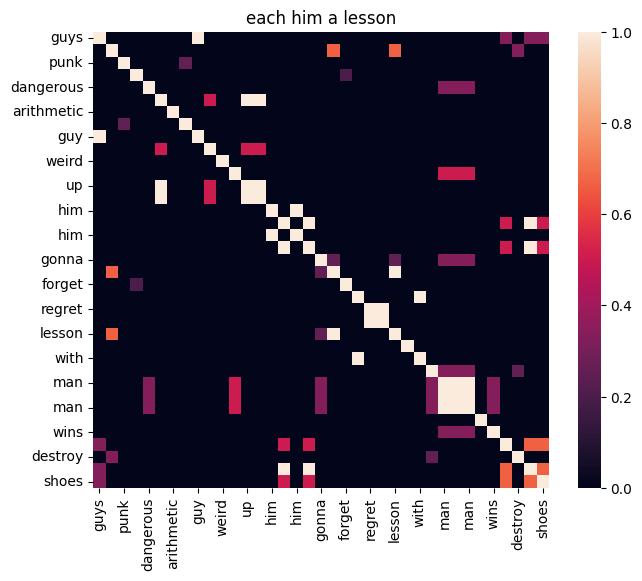 each him a lesson
guys
punk
dangerous
arithmetic
guy
weird
up
him
him
gonna
forget
regret
lesson
with
man
man
wins
destroy
shoes
guys
punk
dangerous
arithmetic
guy
weird
up
him
him
gonna
forget
regret
lesson
with
man
man
wins
destroy
shoes
1.0
0.8
0.6
0.4
0.2
0.0